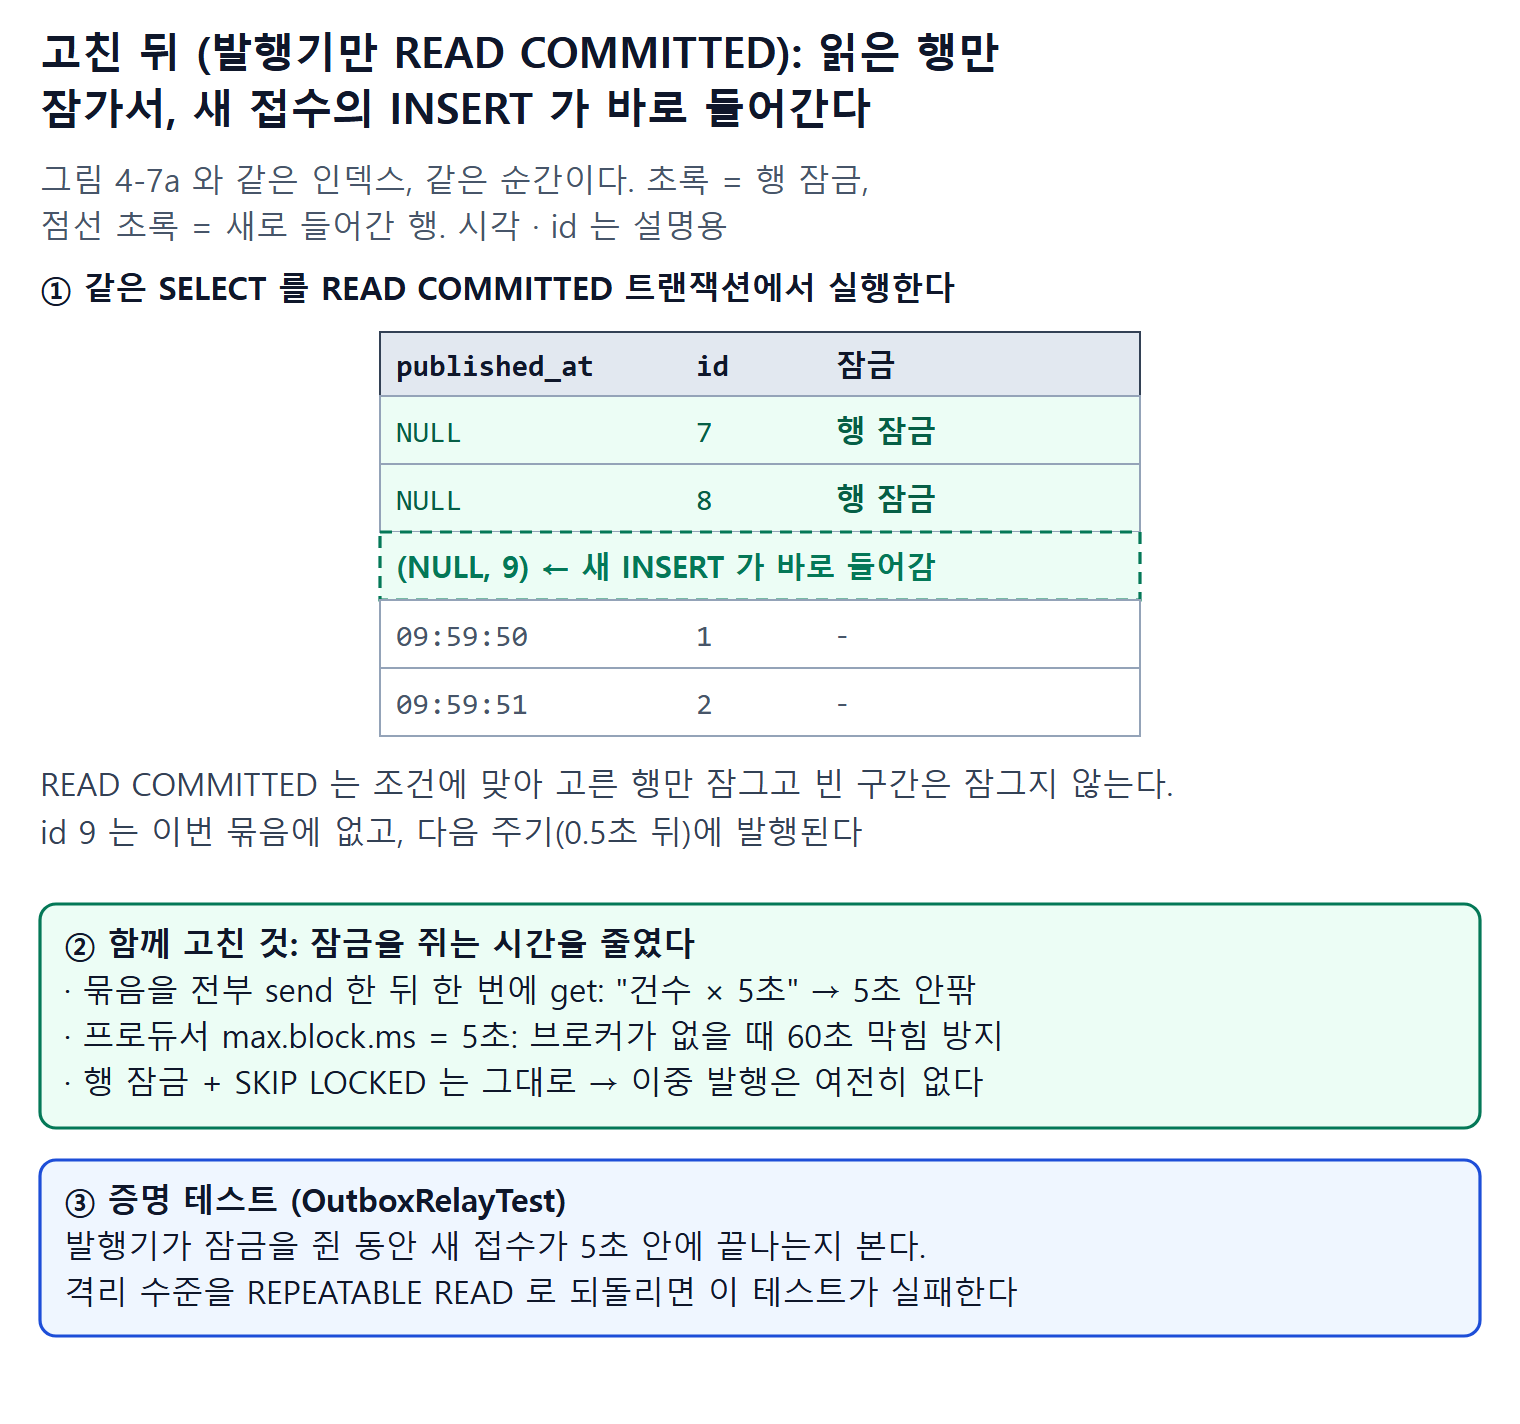 고친 뒤 (발행기만 READ COMMITTED): 읽은 행만
잠가서, 새 접수의 INSERT 가 바로 들어간다
그림 4-7a 와 같은 인덱스, 같은 순간이다. 초록 = 행 잠금,
점선 초록 = 새로 들어간 행. 시각 · id 는 설명용
① 같은 SELECT 를 READ COMMITTED 트랜잭션에서 실행한다
published_at id 잠금
NULL 7 행 잠금
NULL 8 행 잠금
(NULL, 9) ← 새 INSERT 가 바로 들어감
09:59:50 1 -
09:59:51 2 -
READ COMMITTED 는 조건에 맞아 고른 행만 잠그고 빈 구간은 잠그지 않는다.
id 9 는 이번 묶음에 없고, 다음 주기(0.5초 뒤)에 발행된다
② 함께 고친 것: 잠금을 쥐는 시간을 줄였다
· 묶음을 전부 send 한 뒤 한 번에 get: "건수 × 5초" → 5초 안팎
· 프로듀서 max.block.ms = 5초: 브로커가 없을 때 60초 막힘 방지
· 행 잠금 + SKIP LOCKED 는 그대로 → 이중 발행은 여전히 없다
③ 증명 테스트 (OutboxRelayTest)
발행기가 잠금을 쥔 동안 새 접수가 5초 안에 끝나는지 본다.
격리 수준을 REPEATABLE READ 로 되돌리면 이 테스트가 실패한다